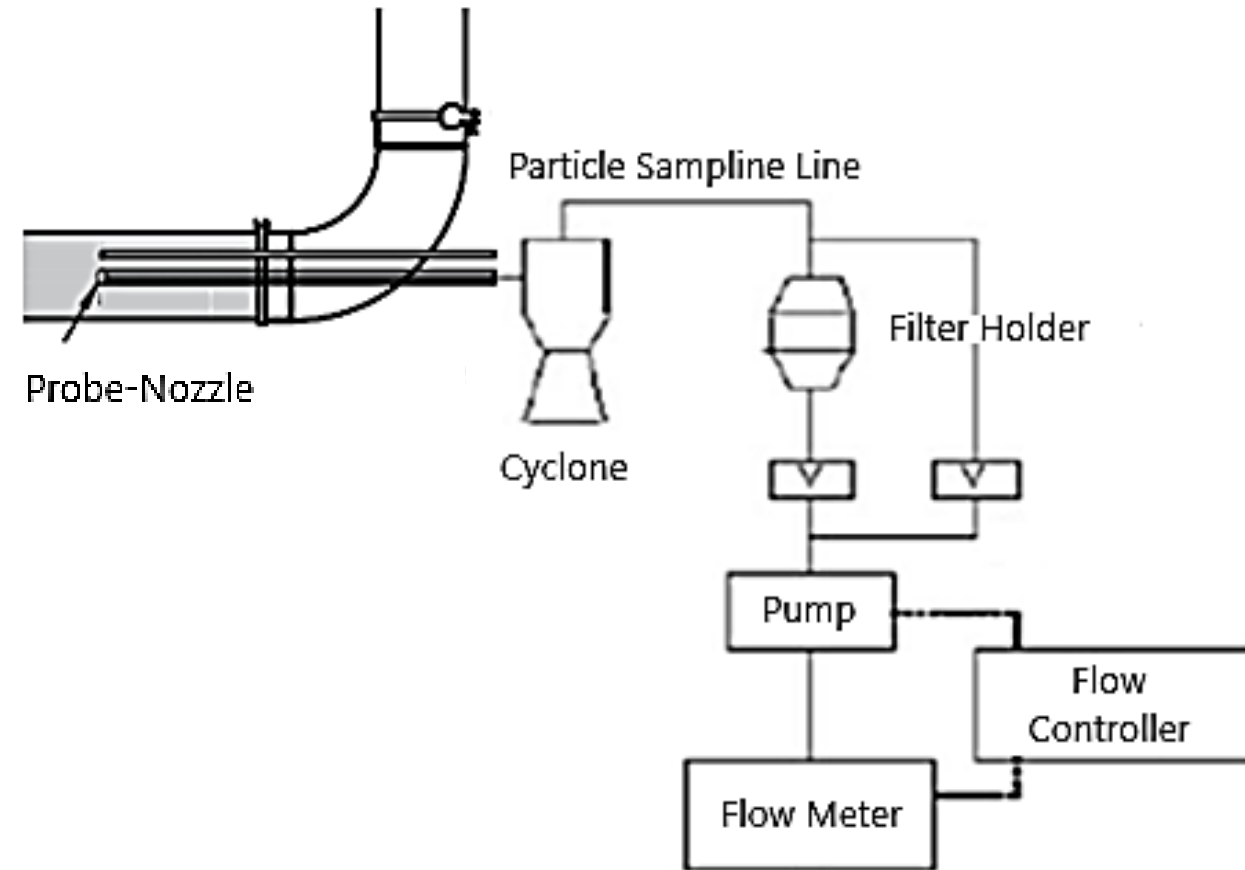 Particle Sampline Line
Probe-Nozzle
Cyclone
Filter Holder
Pump
Flow
Controller
Flow Meter